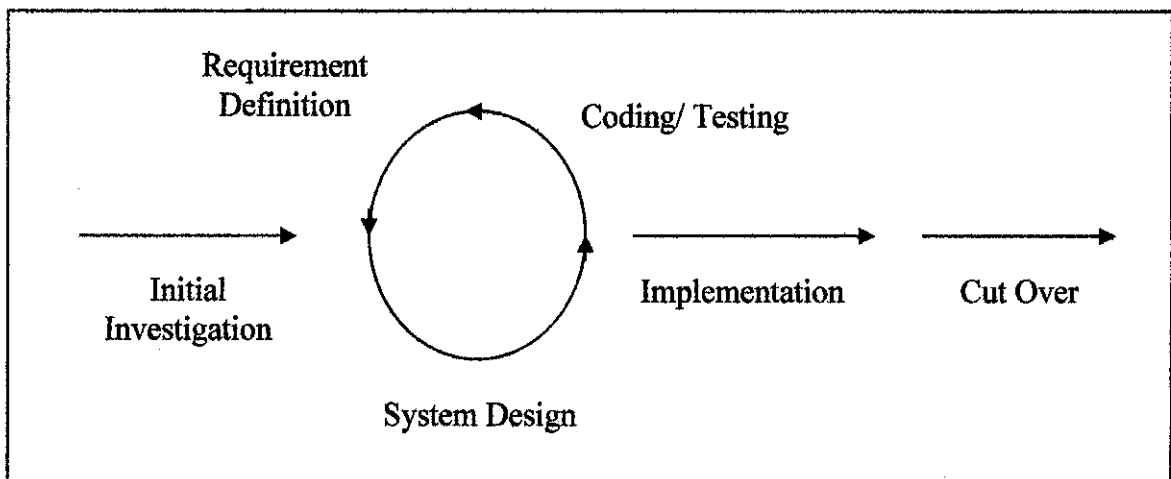 Requirement
Definition
Coding/ Testing
Initial
Investigation
Implementation
Cut Over
System Design